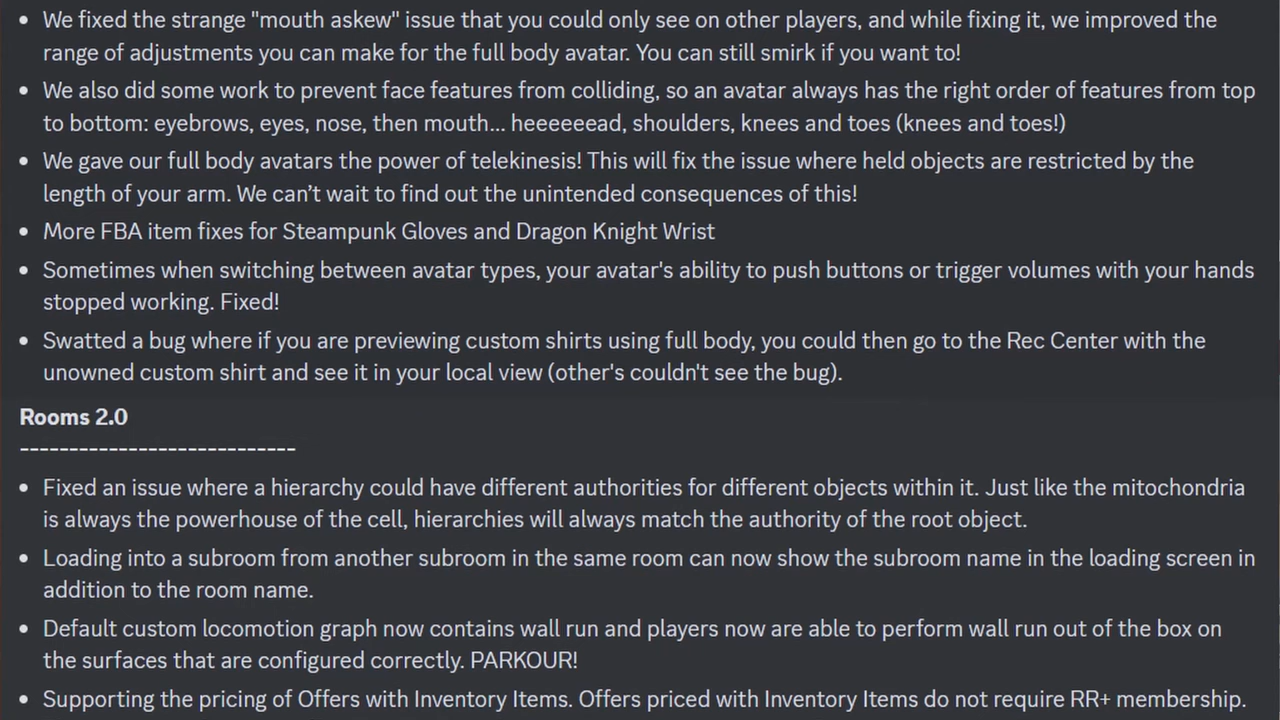 • We fixed the strange "mouth askew" issue that you could only see on other players, and while fixing it, we improved the
range of adjustments you can make for the full body avatar. You can still smirk if you want to!
• We also did some work to prevent face features from colliding, so an avatar always has the right order of features from top
to bottom: eyebrows, eyes, nose, then mouth... heeeeeead, shoulders, knees and toes (knees and toes!)
• We gave our full body avatars the power of telekinesis! This will fix the issue where held objects are restricted by the
length of your arm. We can’t wait to find out the unintended consequences of this!
• More FBA item fixes for Steampunk Gloves and Dragon Knight Wrist
• Sometimes when switching between avatar types, your avatar's ability to push buttons or trigger volumes with your hands
stopped working. Fixed!
• Swatted a bug where if you are previewing custom shirts using full body, you could then go to the Rec Center with the
unowned custom shirt and see it in your local view (other's couldn't see the bug).
Rooms 2.0
----------------------------
• Fixed an issue where a hierarchy could have different authorities for different objects within it. Just like the mitochondria
is always the powerhouse of the cell, hierarchies will always match the authority of the root object.
• Loading into a subroom from another subroom in the same room can now show the subroom name in the loading screen in
addition to the room name.
• Default custom locomotion graph now contains wall run and players now are able to perform wall run out of the box on
the surfaces that are configured correctly. PARKOUR!
• Supporting the pricing of Offers with Inventory Items. Offers priced with Inventory Items do not require RR+ membership.